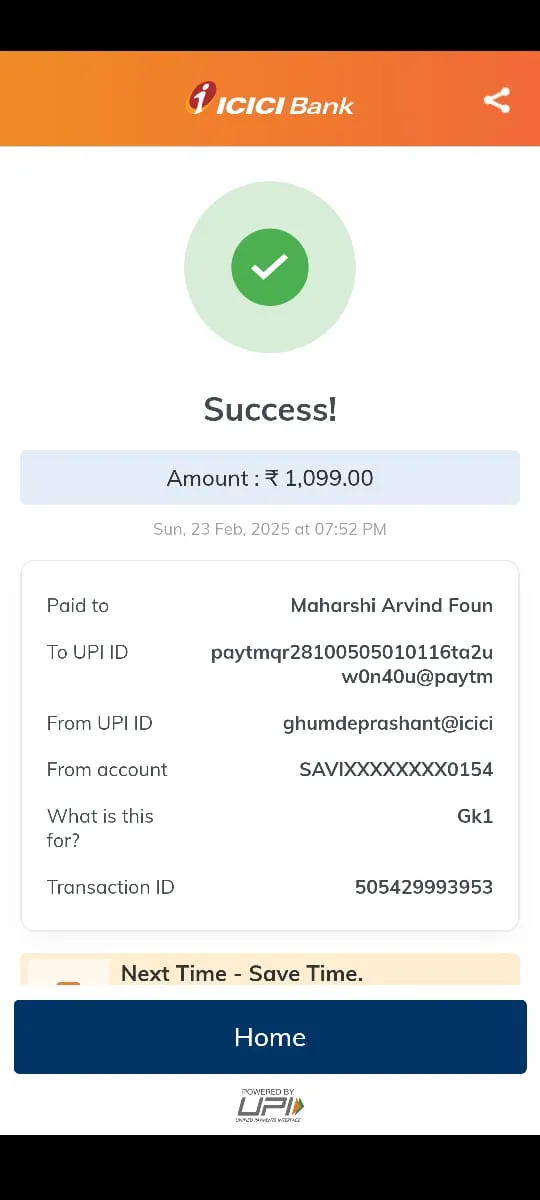 ICICI Bank
Success!
Amount : ₹ 1,099.00
Sun, 23 Feb, 2025 at 07:52 PM
Paid to Maharshi Arvind Foun
To UPI ID paytmqr28100505010116ta2u
w0n40u@paytm
From UPI ID ghumdeprashant@icici
From account SAVIXXXXXXXX0154
What is this Gk1
for?
Transaction ID 505429993953
Next Time - Save Time.
Home
POWERED BY
UPI
UNIFIED PAYMENTS INTERFACE